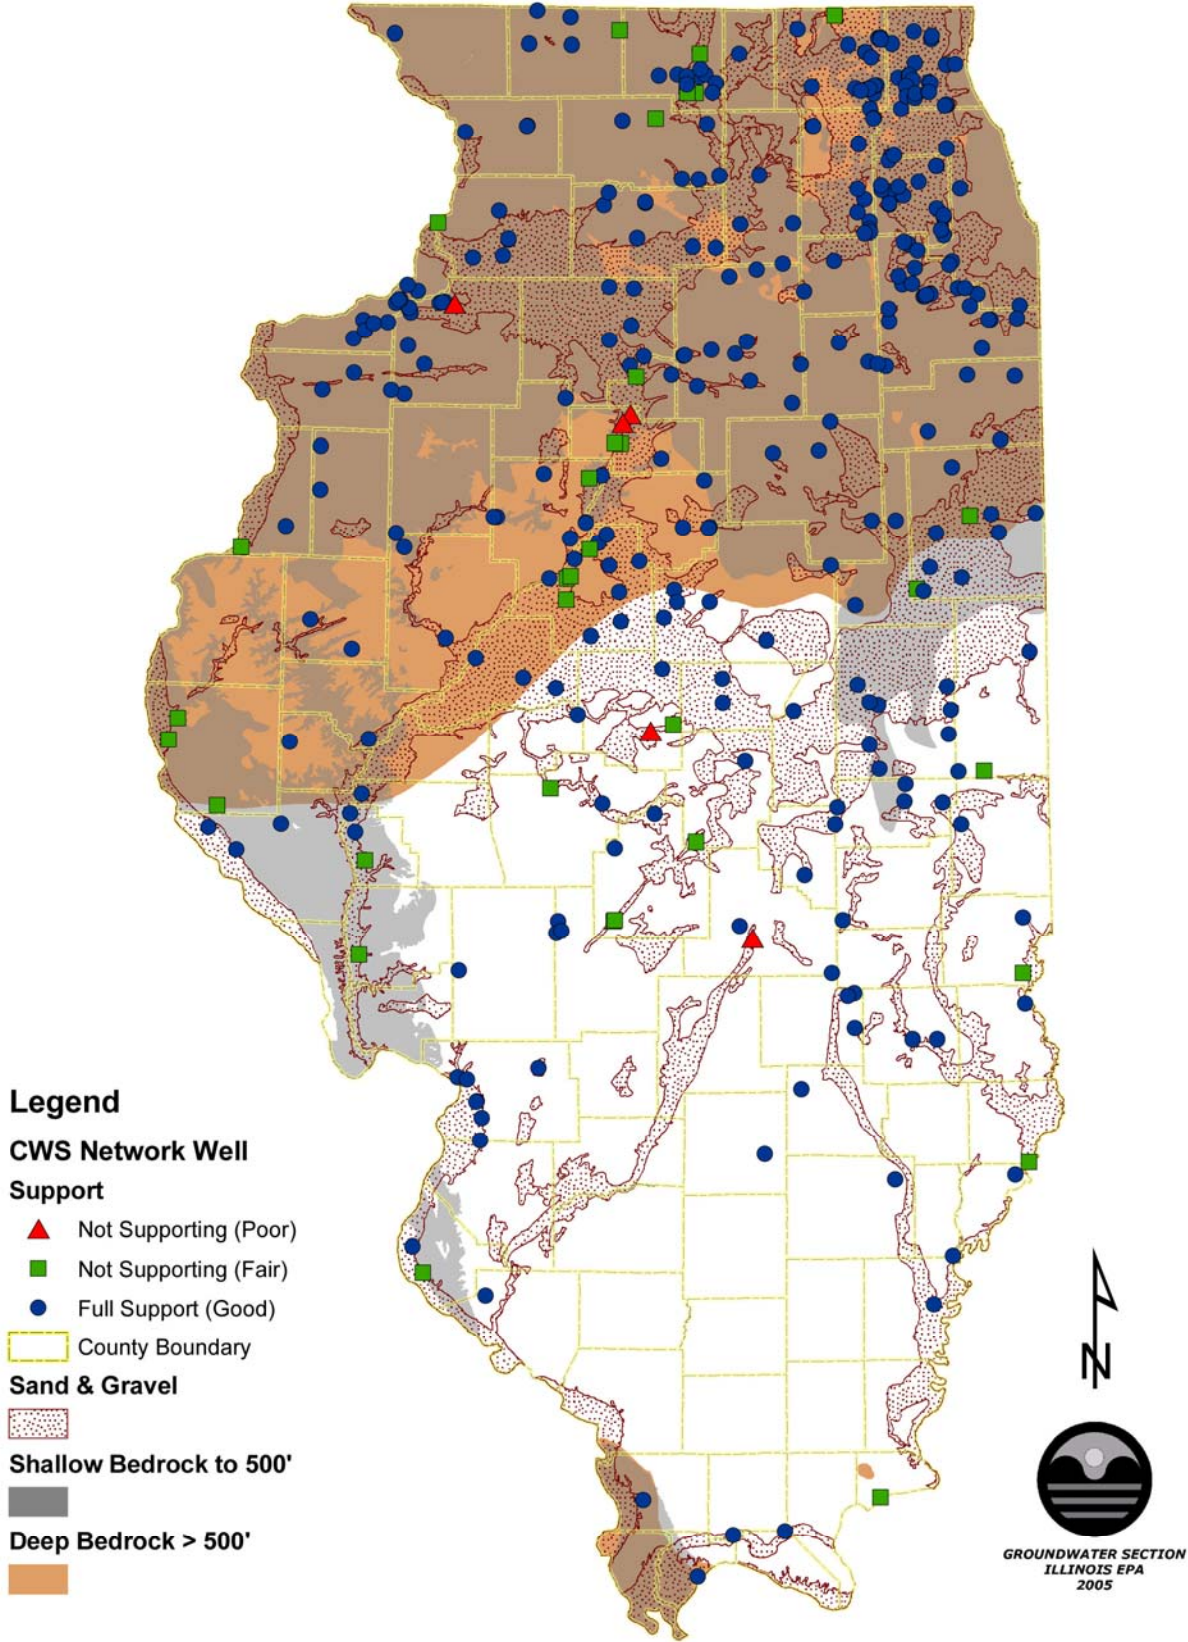 Legend
CWS Network Well
Support
Not Supporting (Poor)
Not Supporting (Fair)
Full Support (Good)
County Boundary
Sand & Gravel
Shallow Bedrock to 500'
Deep Bedrock > 500'
N
GROUNDWATER SECTION
ILLINOIS EPA
2005